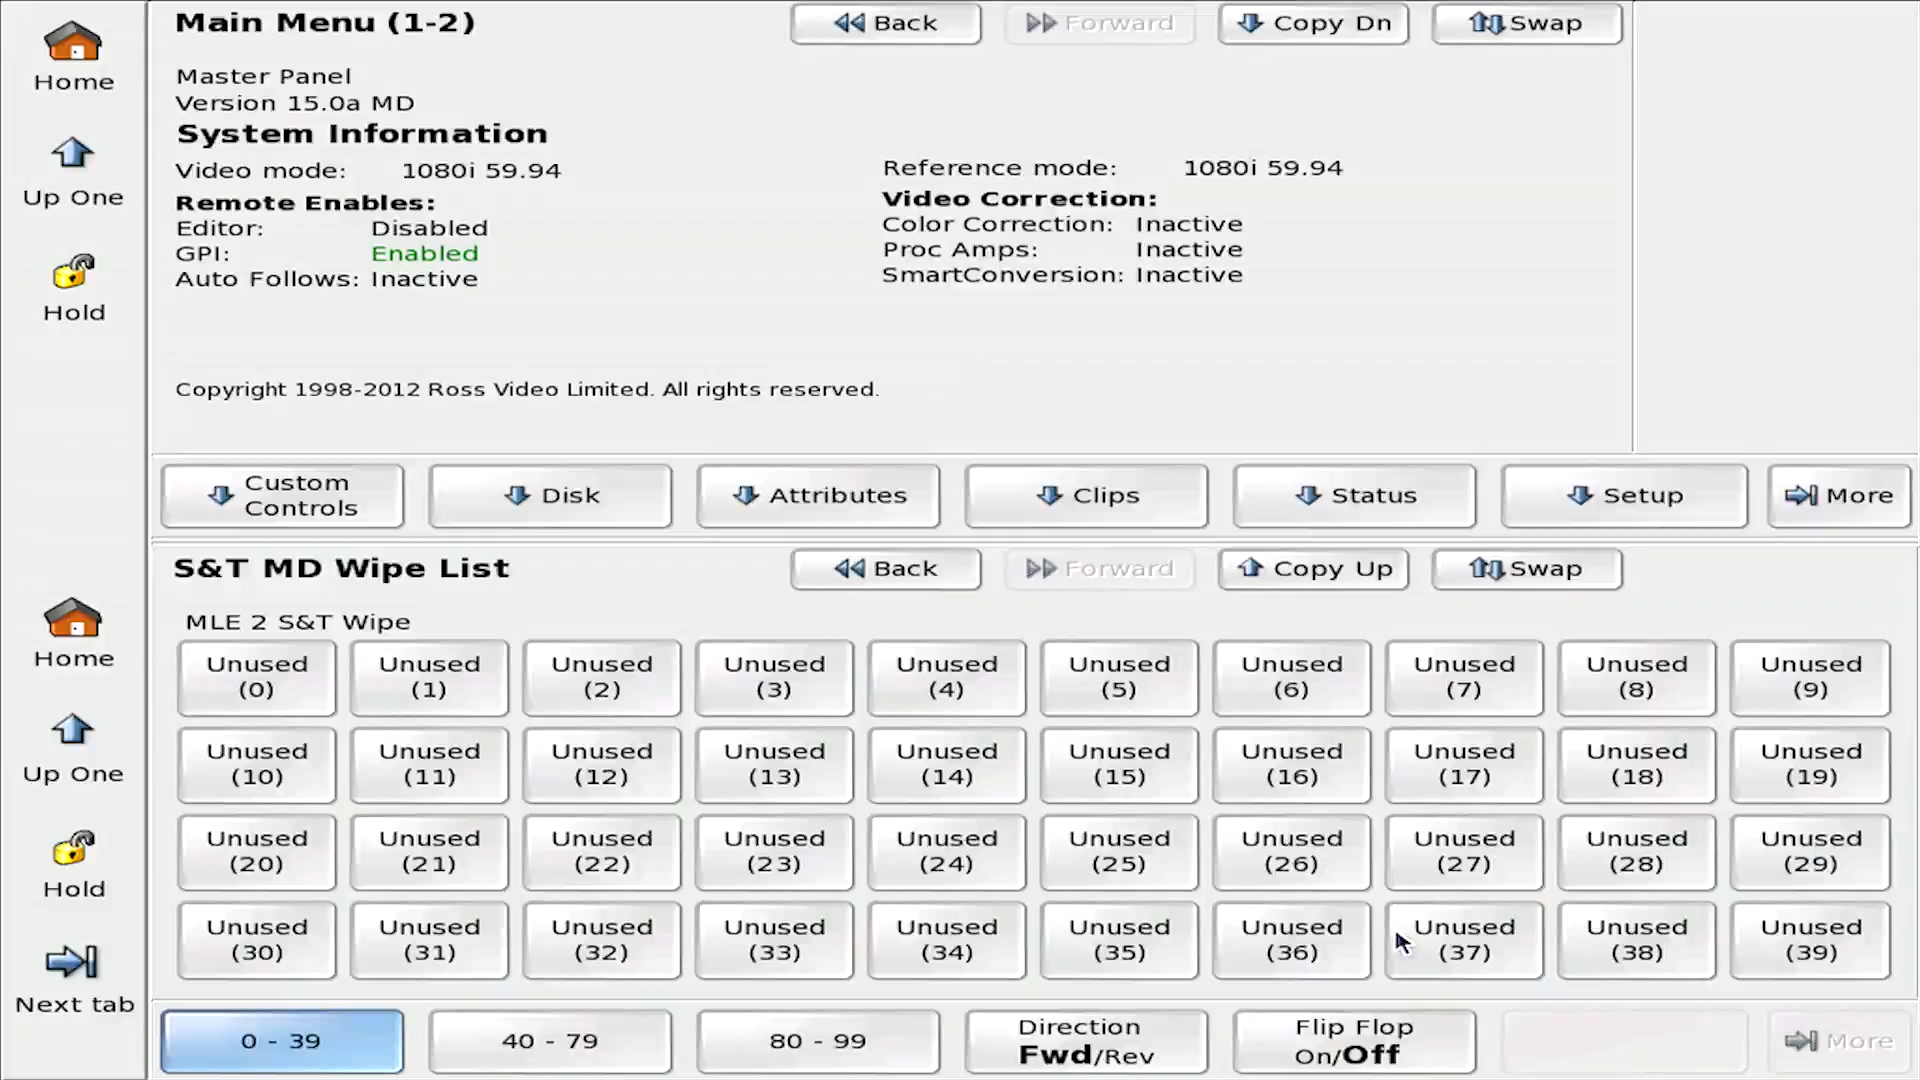 Main Menu (1-2)
Back
Forward
Copy Dn
Swap
Home
Up One
Hold
Master Panel
Version 15.0a MD
System Information
Video mode: 1080i 59.94
Reference mode: 1080i 59.94
Remote Enables:
Video Correction:
Editor: Disabled
Color Correction: Inactive
GPI: Enabled
Proc Amps: Inactive
Auto Follows: Inactive
SmartConversion: Inactive
Copyright 1998-2012 Ross Video Limited. All rights reserved.
Custom
Controls
Disk
Attributes
Clips
Status
Setup
More
S&T MD Wipe List
Back
Forward
Copy Up
Swap
Home
Up One
Hold
Next tab
MLE 2 S&T Wipe
Unused
(0)
Unused
(1)
Unused
(2)
Unused
(3)
Unused
(4)
Unused
(5)
Unused
(6)
Unused
(7)
Unused
(8)
Unused
(9)
Unused
(10)
Unused
(11)
Unused
(12)
Unused
(13)
Unused
(14)
Unused
(15)
Unused
(16)
Unused
(17)
Unused
(18)
Unused
(19)
Unused
(20)
Unused
(21)
Unused
(22)
Unused
(23)
Unused
(24)
Unused
(25)
Unused
(26)
Unused
(27)
Unused
(28)
Unused
(29)
Unused
(30)
Unused
(31)
Unused
(32)
Unused
(33)
Unused
(34)
Unused
(35)
Unused
(36)
Unused
(37)
Unused
(38)
Unused
(39)
0 - 39
40 - 79
80 - 99
Direction
Fwd/Rev
Flip Flop
On/Off
More